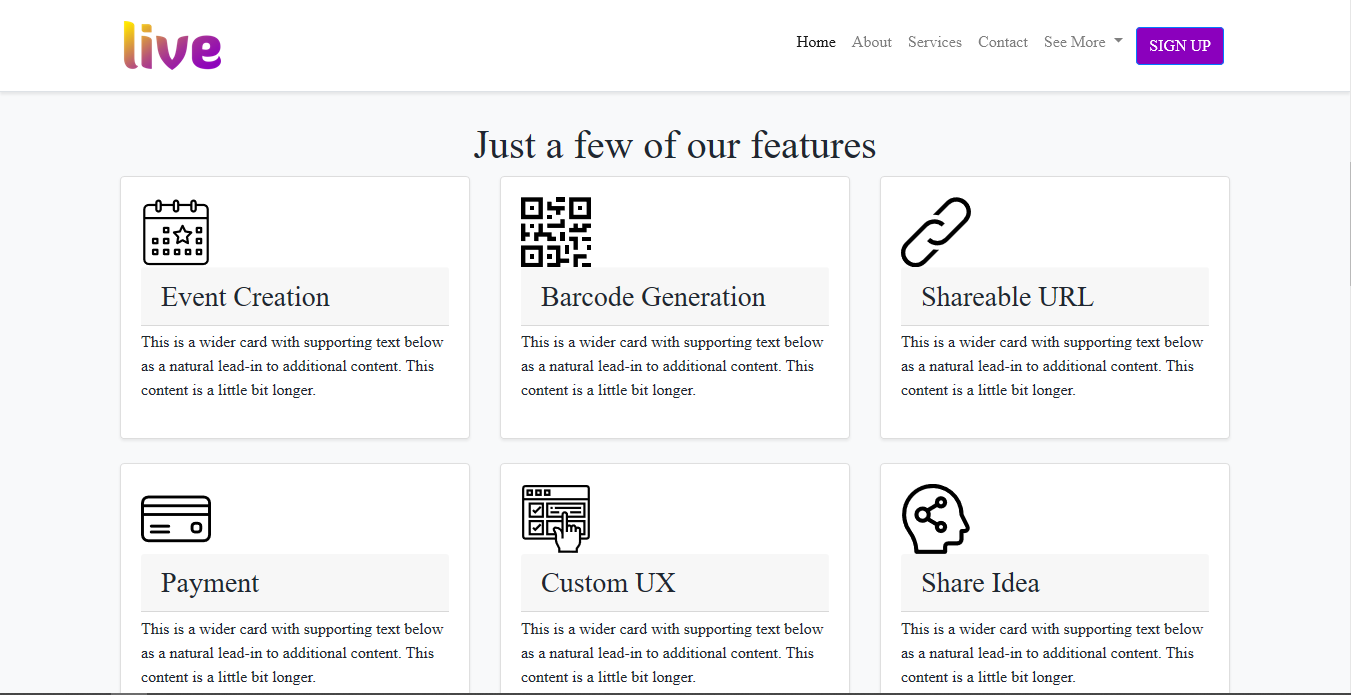 live
Home About Services Contact See More SIGN UP
Just a few of our features
Event Creation
This is a wider card with supporting text below
as a natural lead-in to additional content. This
content is a little bit longer.
Barcode Generation
This is a wider card with supporting text below
as a natural lead-in to additional content. This
content is a little bit longer.
Shareable URL
This is a wider card with supporting text below
as a natural lead-in to additional content. This
content is a little bit longer.
Payment
This is a wider card with supporting text below
as a natural lead-in to additional content. This
content is a little bit longer.
Custom UX
This is a wider card with supporting text below
as a natural lead-in to additional content. This
content is a little bit longer.
Share Idea
This is a wider card with supporting text below
as a natural lead-in to additional content. This
content is a little bit longer.